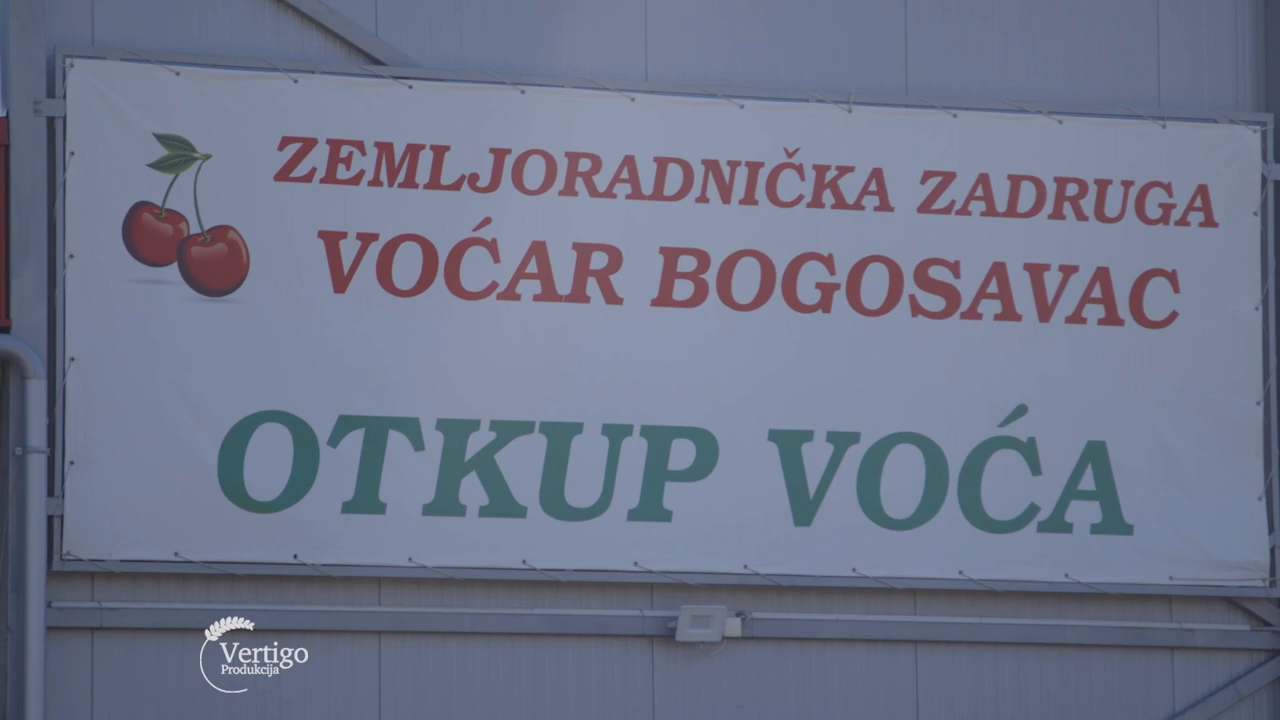 ZEMLJORADNIČKA ZADRUGA
VOĆAR BOGOSAVAC
OTKUP VOĆA
Vertigo
Produkcija